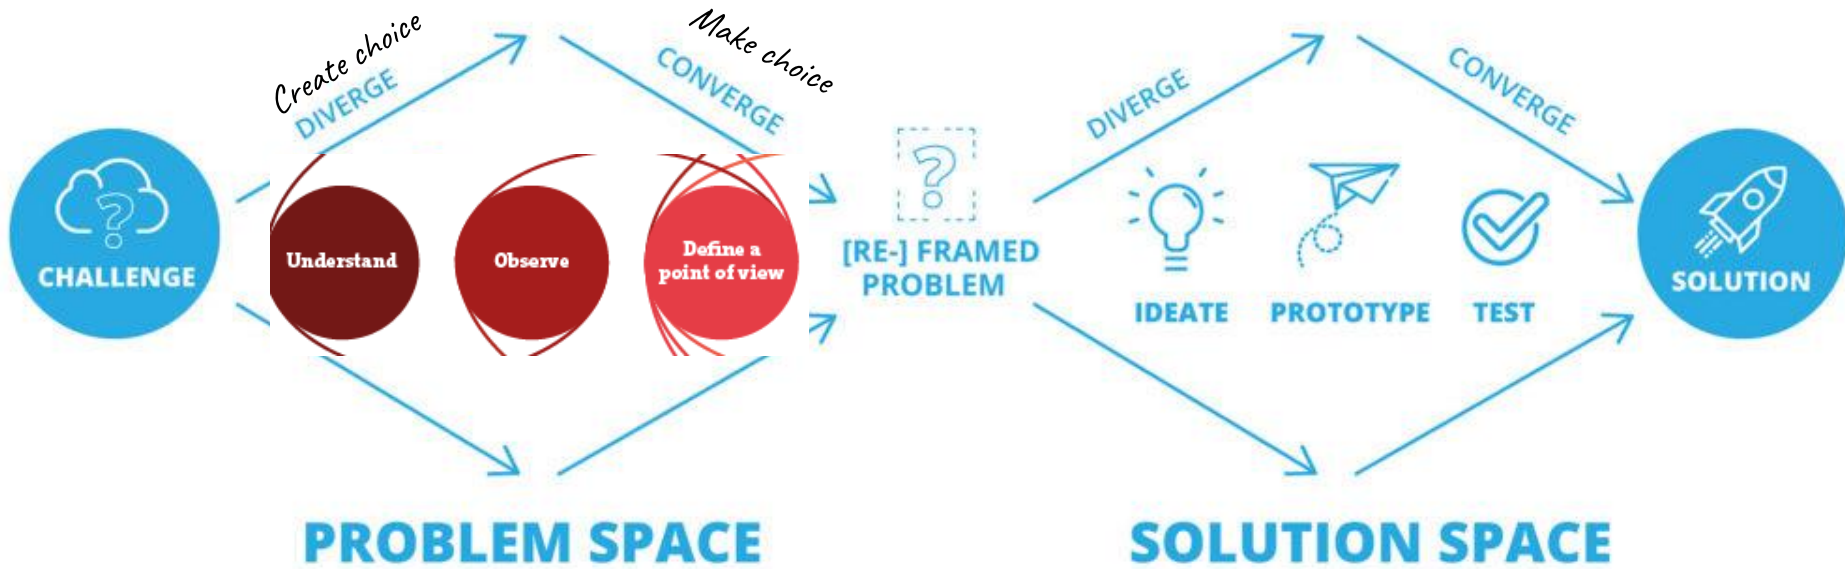 Create choice
DIVERGE
Make choice
CONVERGE
CHALLENGE
Understand
Observe
Define a
point of view
[RE-] FRAMED
PROBLEM
DIVERGE
CONVERGE
IDEATE
PROTOTYPE
TEST
SOLUTION
PROBLEM SPACE
SOLUTION SPACE